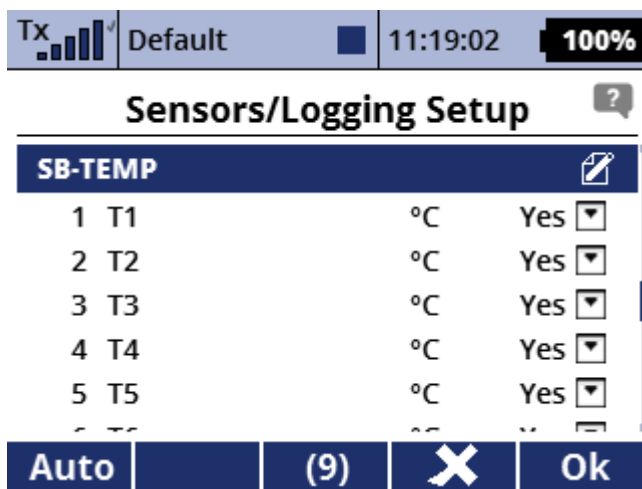 Tx Default 11:19:02 100%
Sensors/Logging Setup ?
SB-TEMP
1 T1 °C Yes
2 T2 °C Yes
3 T3 °C Yes
4 T4 °C Yes
5 T5 °C Yes
Auto (9) Ok